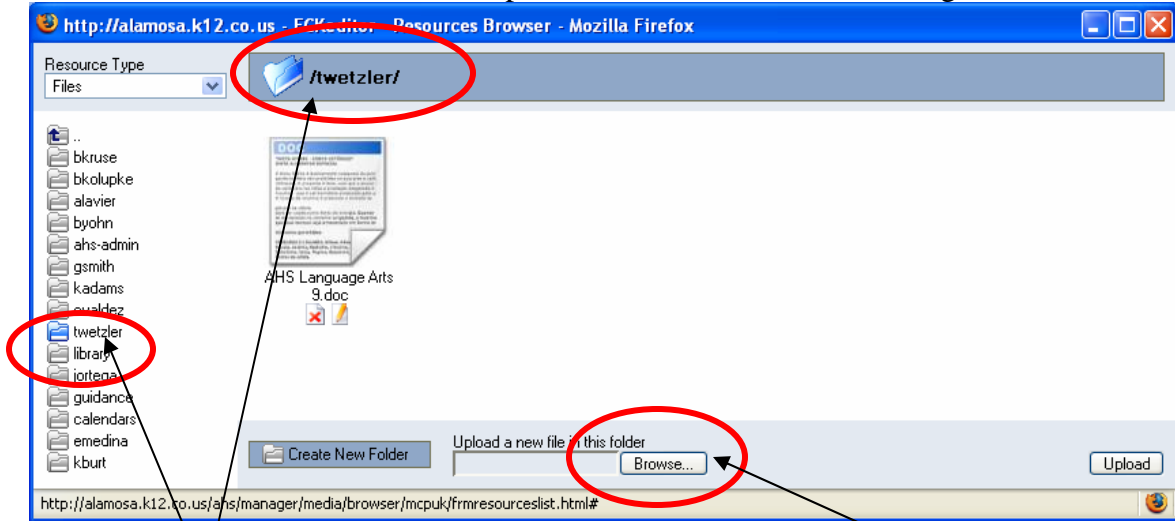 http://alamosa.k12.co.us - FCKeditor - Resources Browser - Mozilla Firefox
Resource Type
Files
/twetzler/
..
bkruse
bkolupke
alavier
byohn
ahs-admin
gsmith
kadams
twetzler
library
jortega
guidance
calendars
emedina
kburt
DOC
AHS Language Arts
9.doc
Create New Folder
Upload a new file in this folder
Browse...
Upload
http://alamosa.k12.co.us/ahs/manager/media/browser/mcpuk/frmresourceslist.html#